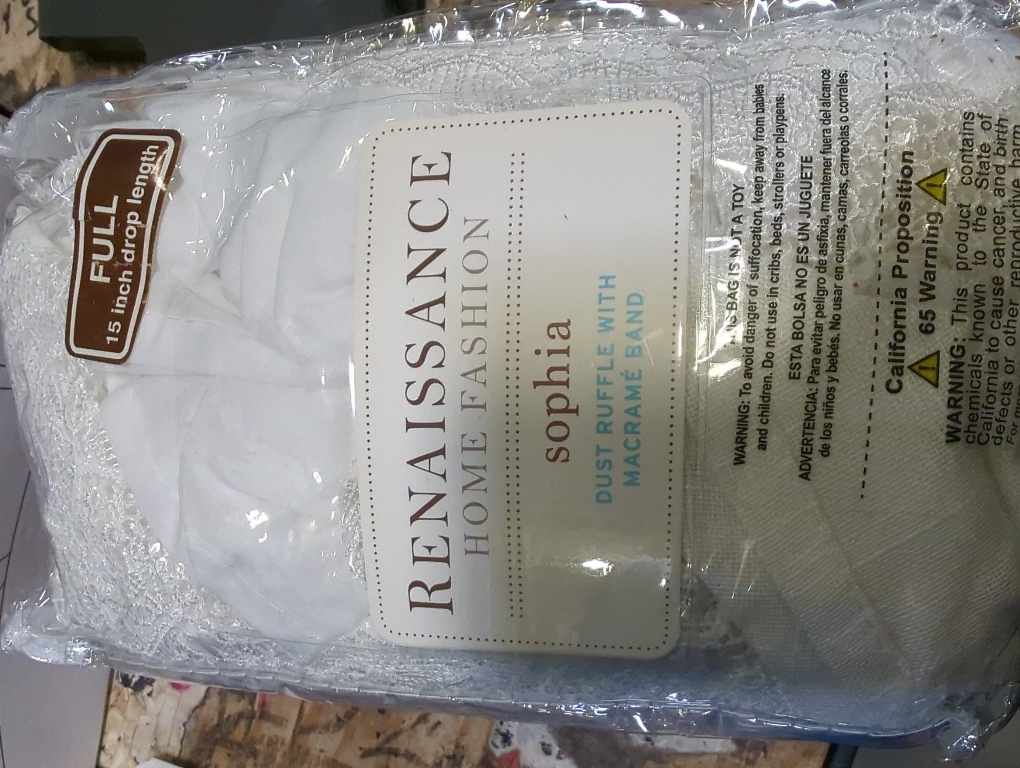 FULL
15 inch drop length
RENAISSANCE
HOME FASHION
sophia
DUST RUFFLE WITH
MACRAMÉ BAND
BAG IS NOT A TOY
WARNING: To avoid danger of suffocation, keep away from babies
and children. Do not use in cribs, beds, strollers or playpens.
ESTA BOLSA NO ES UN JUGUETE
ADVERTENCIA: Para evitar peligro de asfixia, mantener fuera del alcance
de los niños y bebés. No usar en cunas, camas, carreolas o corrales.
California Proposition
65 Warning
WARNING: This product contains
chemicals known to the State of
California to cause cancer, and birth
defects or other reproductive harm